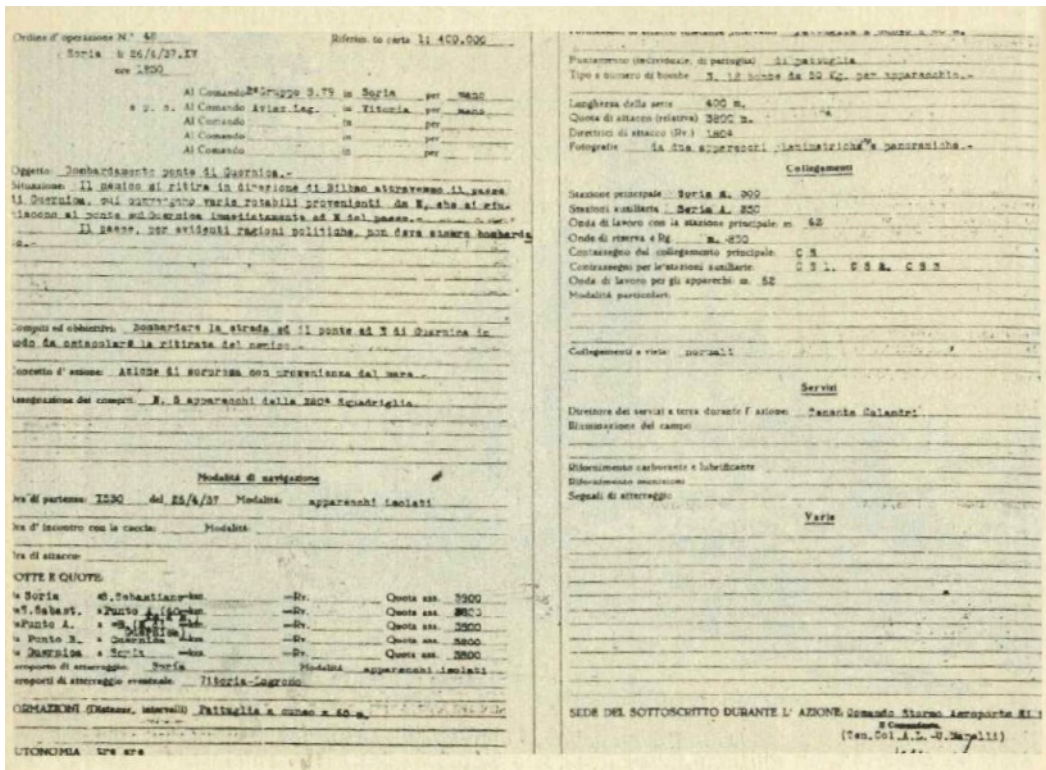 Ordine d' operazione N.° 48
Riferim. to carta 1: 400.000
Soria li 26/4/37.XV
ore 1200
Al Comando 2° Gruppo S.79 in Soria per mano
e p. c. Al Comando Aviaz.Leg. in Vitoria per mano
Al Comando in per
Al Comando in per
Al Comando in per
Oggetto: Bombardamento ponte di Guernica.-
Situazione: Il nemico si ritira in direzione di Bilbao attraverso il paese
di Guernica, qui convengono varie rotabili provenienti da E, che si riu-
niscono al ponte sul Guernica immediatamente ad E del paese.-
Il paese, per evidenti ragioni politiche, non deve essere bombarda
o.-
Compiti ed obbiettivi: Bombardare la strada ed il ponte ad E di Guernica in
modo da ostacolare la ritirata del nemico.-
Concetto d' azione: Azione di sorpresa con provenienza dal mare.-
Assegnazione dei compiti: N. 3 apparecchi della 280ª Squadriglia.
Modalità di navigazione
Ora di partenza: 1530 del 26/4/37 Modalità: apparecchi isolati
Ora d' incontro con la caccia: Modalità:
Ora di attacco:
ROTTE E QUOTE:
Da Soria a S.Sebastiano km. Rv. Quota ass. 3900
S.Sebast. a Punto A. km. Rv. Quota ass. 3800
Punto A. a B. km. Rv. Quota ass. 3800
Da Punto B. a Guernica km. Rv. Quota ass. 3800
Da Guernica a Soria km. Rv. Quota ass. 3800
Aeroporto di atterraggio: Soria Modalità apparecchi isolati
Aeroporti di atterraggio eventuale: Vitoria-Logrono
FORMAZIONI (Distanze, intervalli) Pattuglia a cuneo x 60 m.
AUTONOMIA tre ore
Puntamento (individuale, di pattuglia) di pattuglia
Tipo e numero di bombe N. 12 bombe da 50 Kg. per apparecchio.-
Lunghezza della serie 400 m.
Quota di attacco (relativa) 3800 m.
Direttrici di attacco (Rv.) 180°
Fotografie da due apparecchi planimetriche e panoramiche.-
Collegamenti
Stazione principale Soria A. 300
Stazioni ausiliarie Soria A. 350
Onda di lavoro con la stazione principale m. 62
Onde di riserva e Rg. m. 850
Contrassegno del collegamento principale C S
Contrassegni per le stazioni ausiliarie C S 1. C S 2. C S 3
Onda di lavoro per gli apparecchi m. 62
Modalità particolari
Collegamenti a vista: normali
Servizi
Direttore dei servizi a terra durante l' azione: Tenente Calandri
Illuminazione del campo
Rifornimento carburante e lubrificante
Rifornimento munizioni
Segnali di atterraggio
Varie
SEDE DEL SOTTOSCRITTO DURANTE L' AZIONE Comando Stormo Aeroporto di
Il Comandante
(Ten.Col.A.L.